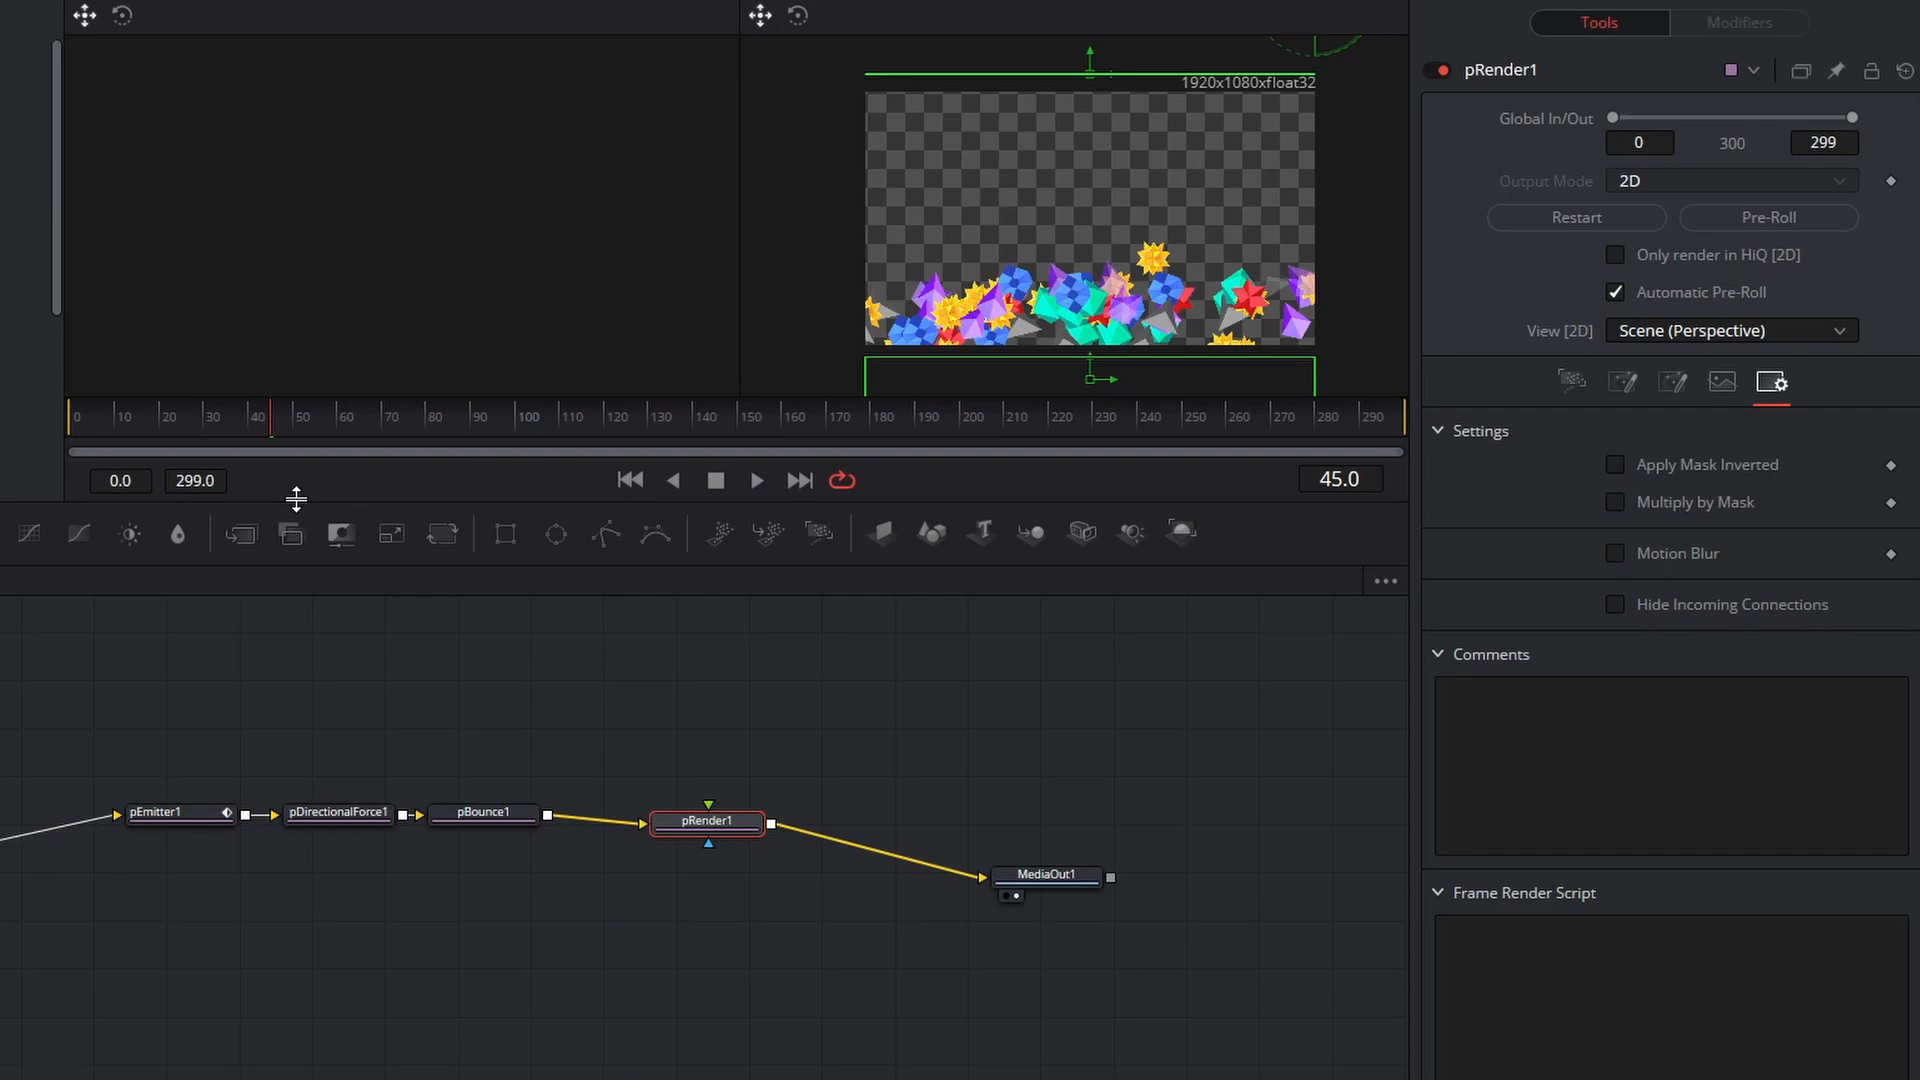 Tools
Modifiers
pRender1
1920x1080xfloat32
Global In/Out
0
300
299
Output Mode
2D
Restart
Pre-Roll
Only render in HiQ [2D]
Automatic Pre-Roll
View [2D]
Scene (Perspective)
0 10 20 30 40 50 60 70 80 90 100 110 120 130 140 150 160 170 180 190 200 210 220 230 240 250 260 270 280 290
Settings
Apply Mask Inverted
0.0
299.0
45.0
Multiply by Mask
Motion Blur
Hide Incoming Connections
Comments
pEmitter1
pDirectionalForce1
pBounce1
pRender1
MediaOut1
Frame Render Script